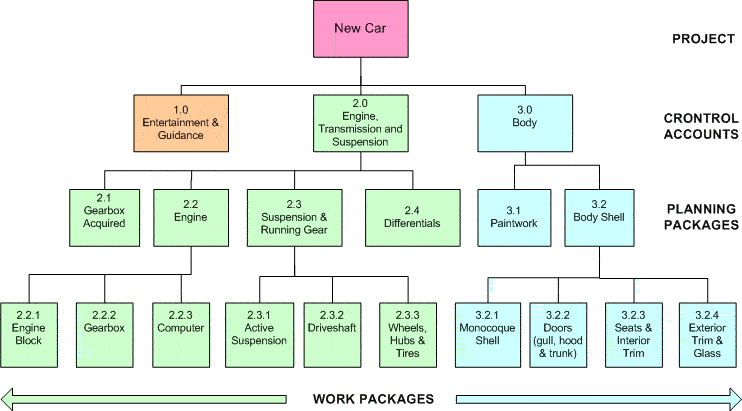 New Car
PROJECT
1.0
Entertainment &
Guidance
2.0
Engine,
Transmission and
Suspension
3.0
Body
CRONTROL
ACCOUNTS
2.1
Gearbox
Acquired
2.2
Engine
2.3
Suspension &
Running Gear
2.4
Differentials
3.1
Paintwork
3.2
Body Shell
PLANNING
PACKAGES
2.2.1
Engine
Block
2.2.2
Gearbox
2.2.3
Computer
2.3.1
Active
Suspension
2.3.2
Driveshaft
2.3.3
Wheels,
Hubs &
Tires
3.2.1
Monocoque
Shell
3.2.2
Doors
(gull, hood
& trunk)
3.2.3
Seats &
Interior
Trim
3.2.4
Exterior
Trim &
Glass
WORK PACKAGES